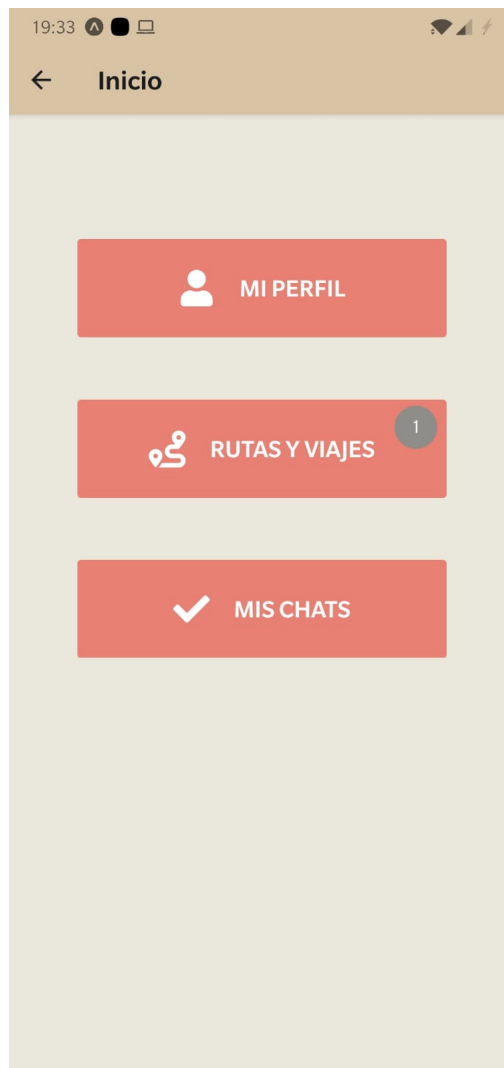 19:33
Inicio
MI PERFIL
RUTAS Y VIAJES
1
MIS CHATS